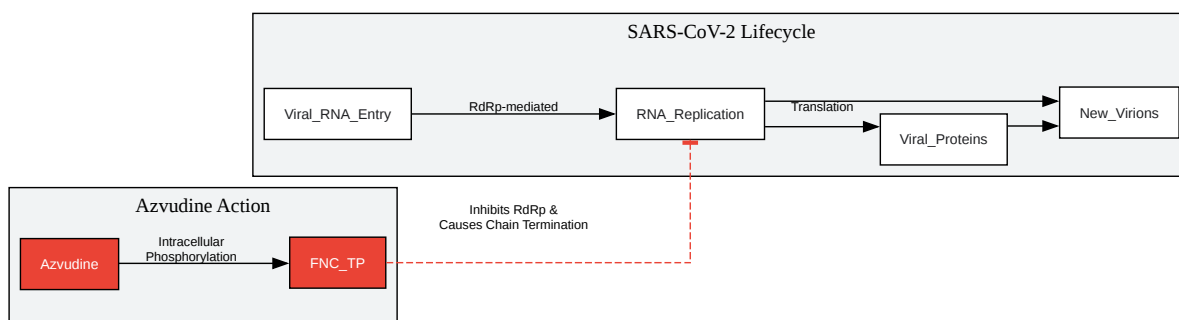 SARS-CoV-2 Lifecycle
Viral_RNA_Entry
RdRp-mediated
RNA_Replication
Translation
Viral_Proteins
New_Virions
Azvudine Action
Azvudine
Intracellular
Phosphorylation
FNC_TP
Inhibits RdRp &
Causes Chain Termination